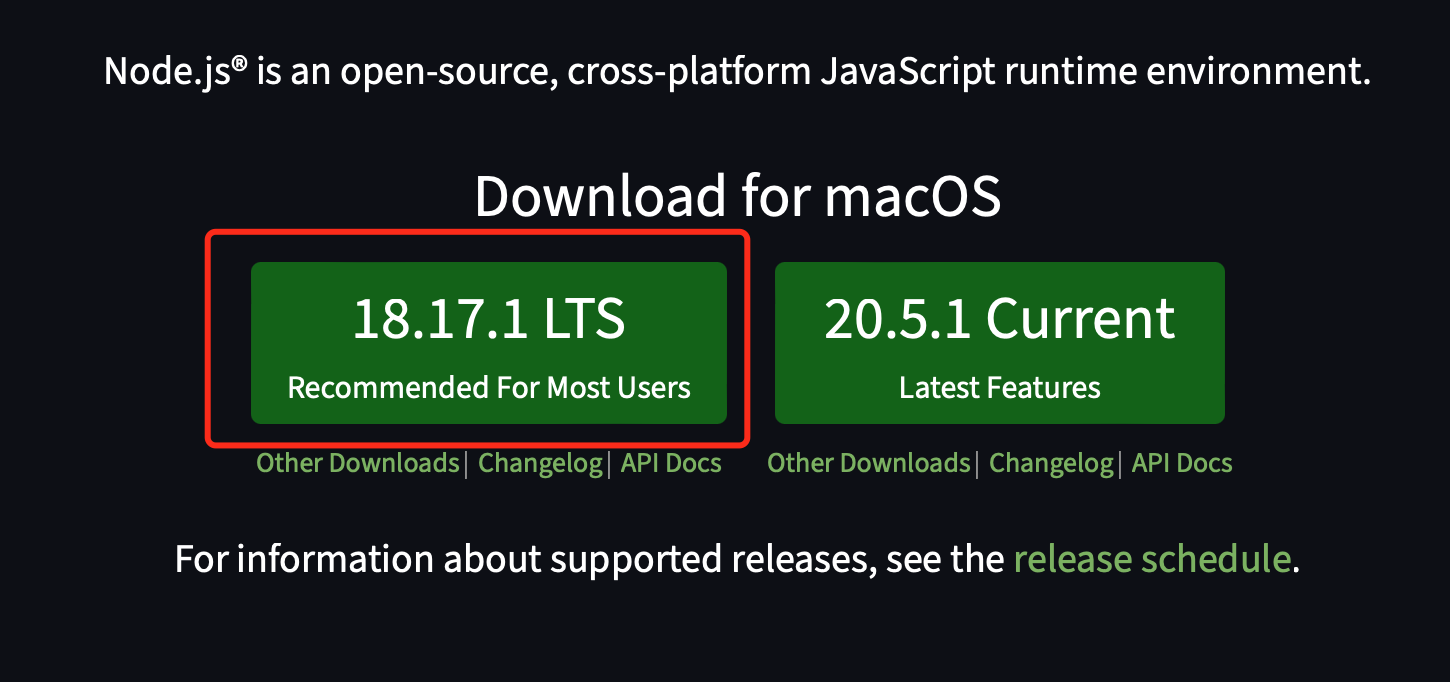 Node.js® is an open-source, cross-platform JavaScript runtime environment.
Download for macOS
18.17.1 LTS
Recommended For Most Users
20.5.1 Current
Latest Features
Other Downloads | Changelog | API Docs
Other Downloads | Changelog | API Docs
For information about supported releases, see the release schedule.